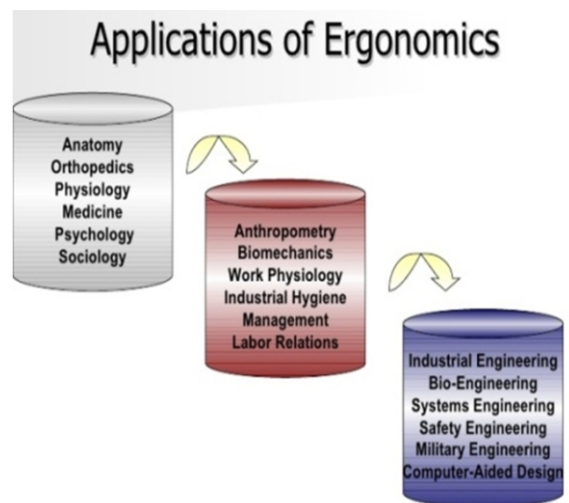 Applications of Ergonomics
Anatomy
Orthopedics
Physiology
Medicine
Psychology
Sociology
Anthropometry
Biomechanics
Work Physiology
Industrial Hygiene
Management
Labor Relations
Industrial Engineering
Bio-Engineering
Systems Engineering
Safety Engineering
Military Engineering
Computer-Aided Design